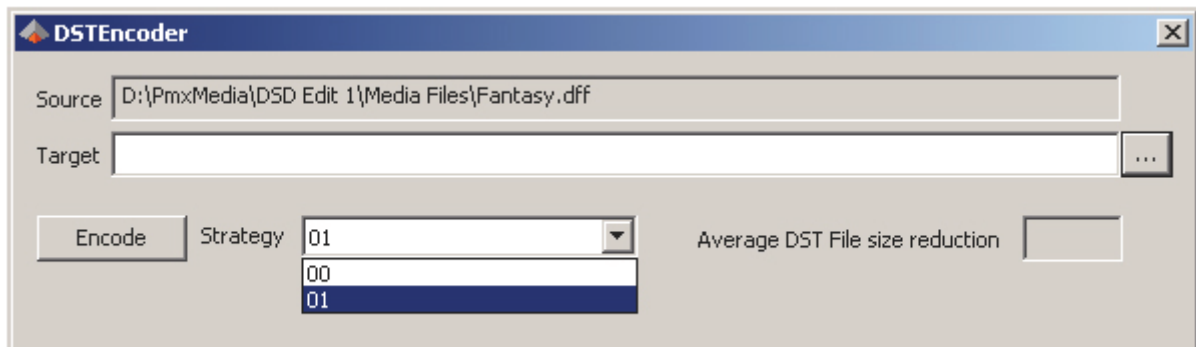 DSTEncoder
Source D:\PmxMedia\DSD Edit 1\Media Files\Fantasy.dff
Target ...
Encode Strategy 01 Average DST File size reduction
00
01